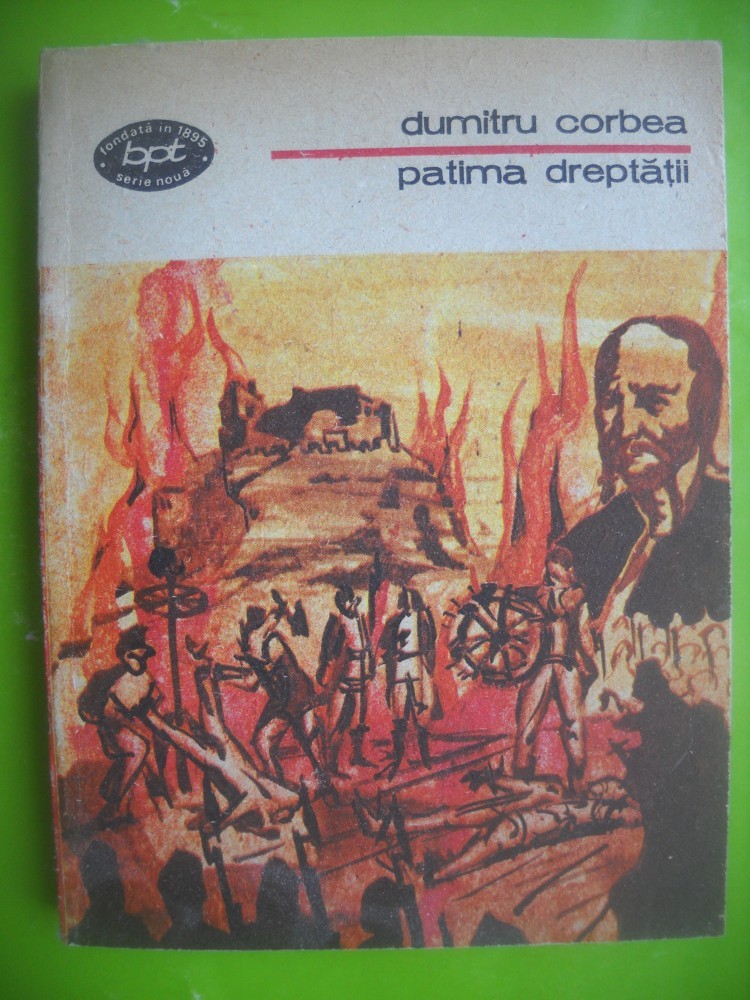 fondată în 1895
bpt
serie nouă
dumitru corbea
patima dreptății